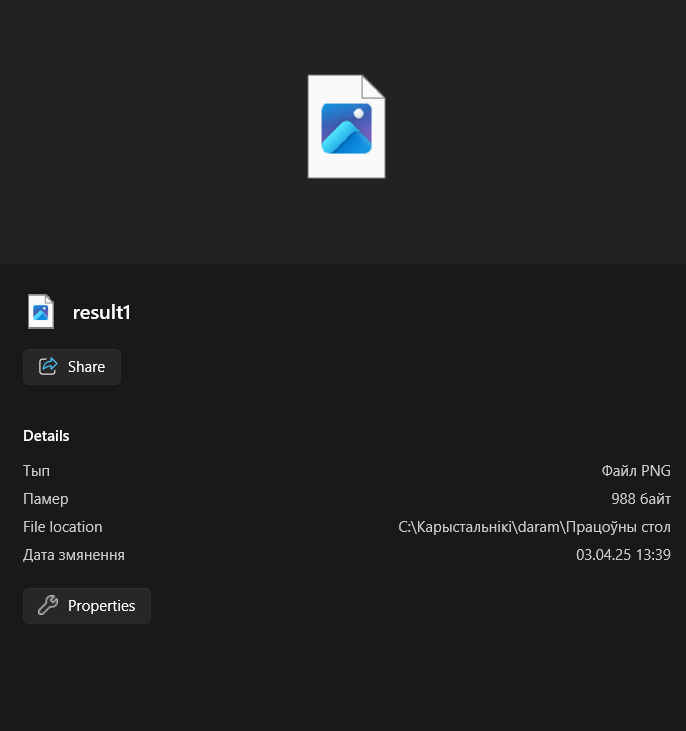 result1
Share
Details
Тып Файл PNG
Памер 988 байт
File location C:\Карыстальнікі\daram\Працоўны стол
Дата змянення 03.04.25 13:39
Properties